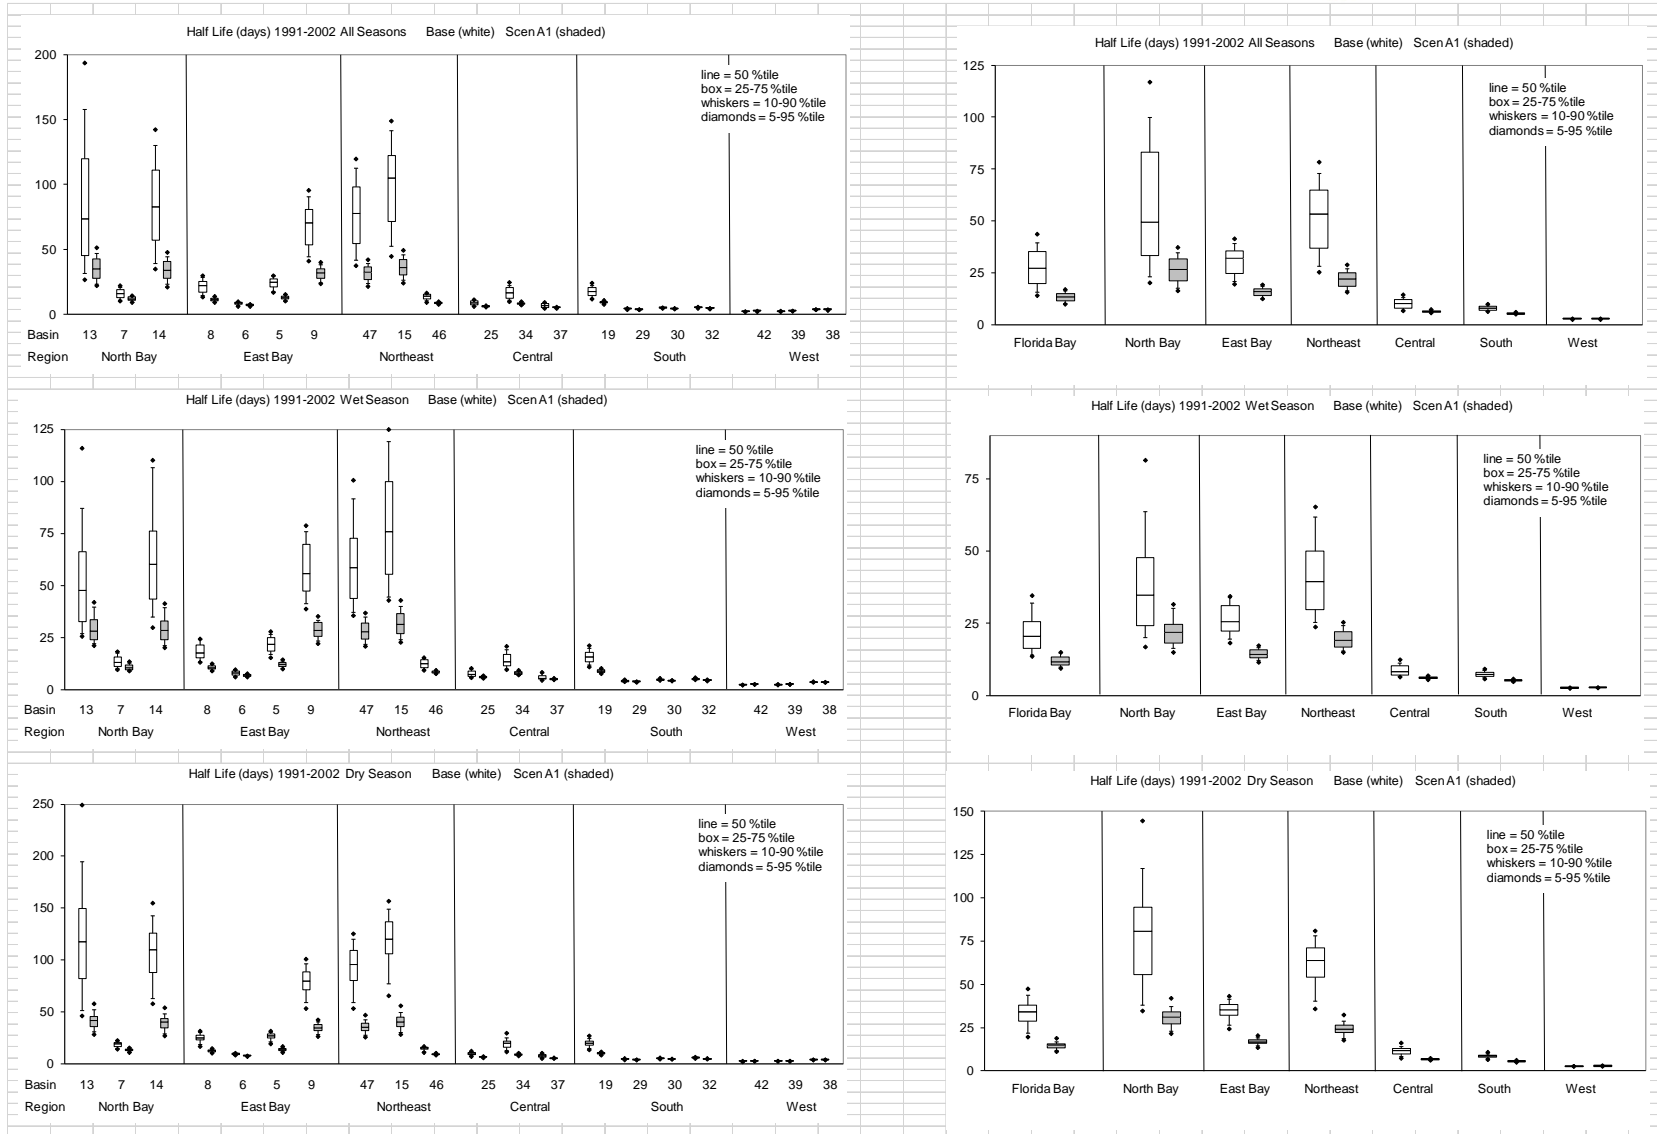 Half Life (days) 1991-2002 All Seasons Base (white) Scen A1 (shaded)
200
150
100
50
0
line = 50 %tile
box = 25-75 %tile
whiskers = 10-90 %tile
diamonds = 5-95 %tile
Basin 13 7 14 8 6 5 9 47 15 46 25 34 37 19 29 30 32 42 39 38
Region North Bay East Bay Northeast Central South West
Half Life (days) 1991-2002 All Seasons Base (white) Scen A1 (shaded)
125
100
75
50
25
0
line = 50 %tile
box = 25-75 %tile
whiskers = 10-90 %tile
diamonds = 5-95 %tile
Florida Bay North Bay East Bay Northeast Central South West
Half Life (days) 1991-2002 Wet Season Base (white) Scen A1 (shaded)
125
100
75
50
25
0
line = 50 %tile
box = 25-75 %tile
whiskers = 10-90 %tile
diamonds = 5-95 %tile
Basin 13 7 14 8 6 5 9 47 15 46 25 34 37 19 29 30 32 42 39 38
Region North Bay East Bay Northeast Central South West
Half Life (days) 1991-2002 Wet Season Base (white) Scen A1 (shaded)
75
50
25
0
line = 50 %tile
box = 25-75 %tile
whiskers = 10-90 %tile
diamonds = 5-95 %tile
Florida Bay North Bay East Bay Northeast Central South West
Half Life (days) 1991-2002 Dry Season Base (white) Scen A1 (shaded)
250
200
150
100
50
0
line = 50 %tile
box = 25-75 %tile
whiskers = 10-90 %tile
diamonds = 5-95 %tile
Basin 13 7 14 8 6 5 9 47 15 46 25 34 37 19 29 30 32 42 39 38
Region North Bay East Bay Northeast Central South West
Half Life (days) 1991-2002 Dry Season Base (white) Scen A1 (shaded)
150
125
100
75
50
25
0
line = 50 %tile
box = 25-75 %tile
whiskers = 10-90 %tile
diamonds = 5-95 %tile
Florida Bay North Bay East Bay Northeast Central South West